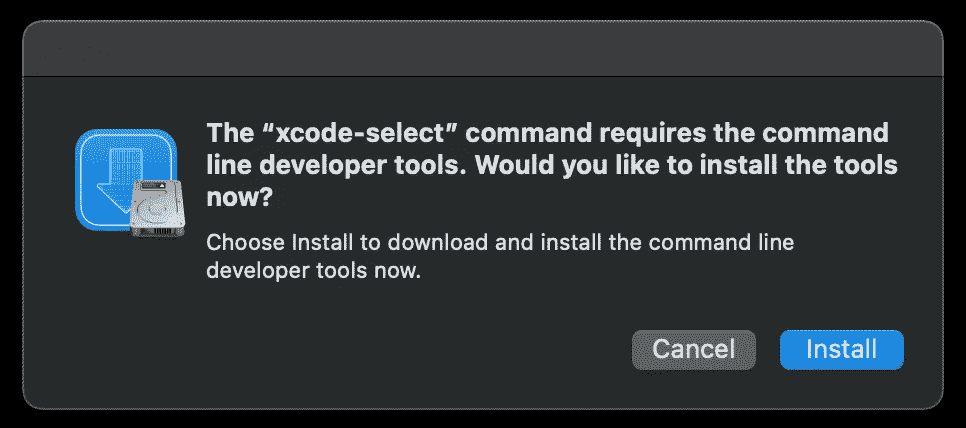 The “xcode-select” command requires the command
line developer tools. Would you like to install the tools
now?
Choose Install to download and install the command line
developer tools now.
Cancel
Install